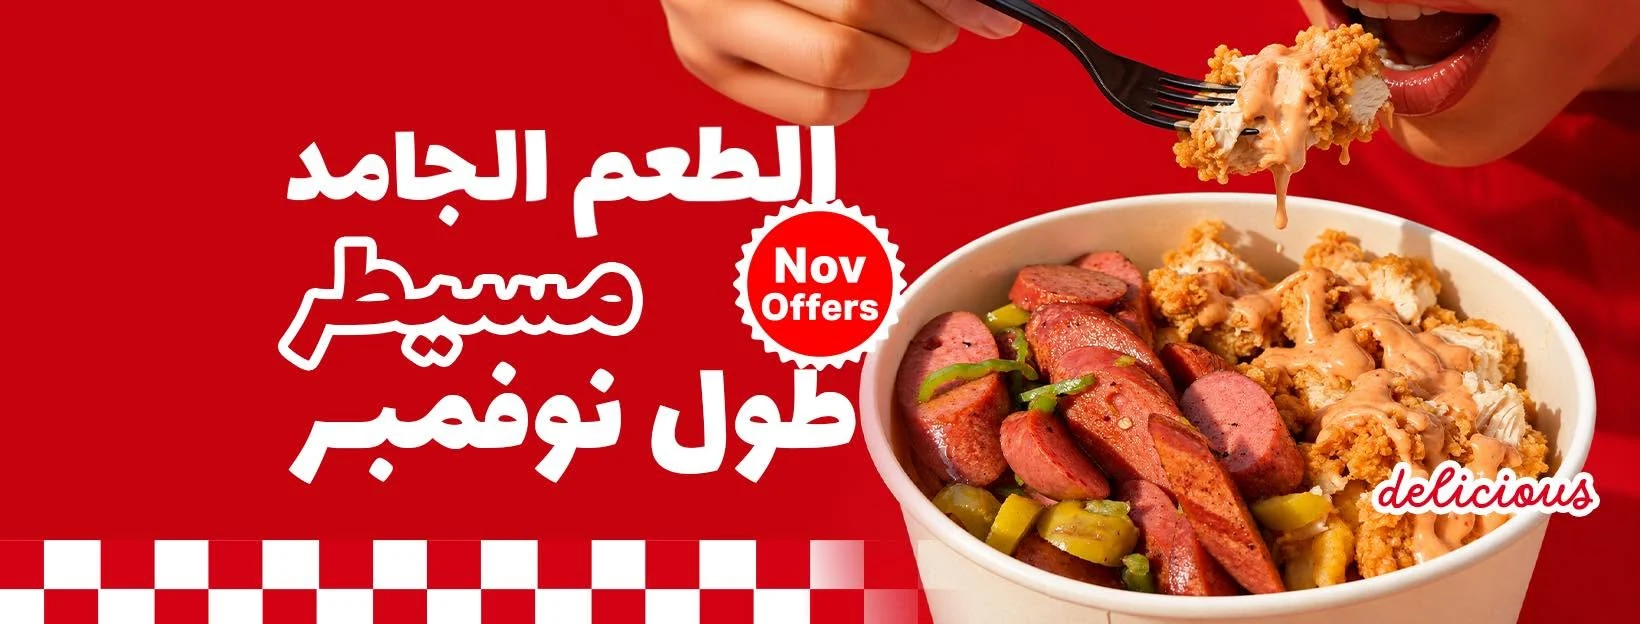 الطعم الجامد
مسيطر
طول نوفمبر
Nov
Offers
delicious